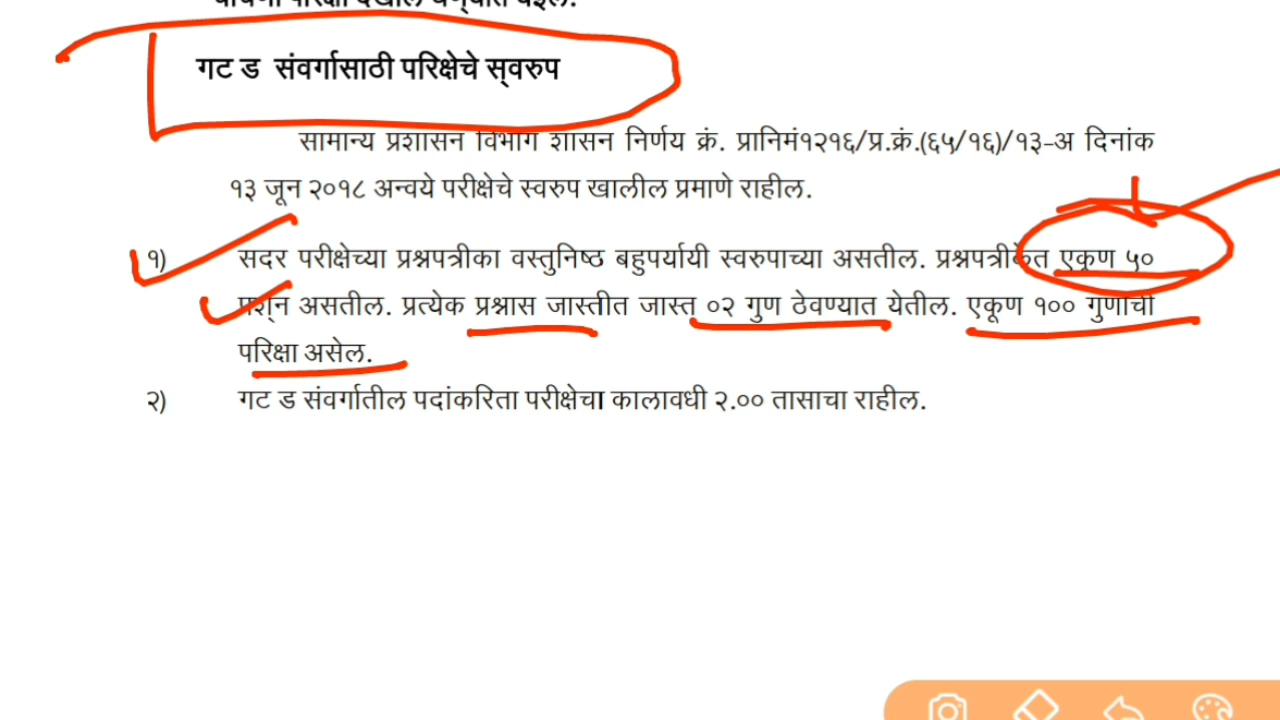 गट ड संवर्गासाठी परिक्षेचे स्वरुप
सामान्य प्रशासन विभाग शासन निर्णय क्रं. प्रानिमं१२१६/प्र.क्रं.(६५/१६)/१३-अ दिनांक
१३ जून २०१८ अन्वये परीक्षेचे स्वरुप खालील प्रमाणे राहील.
१) सदर परीक्षेच्या प्रश्नपत्रीका वस्तुनिष्ठ बहुपर्यायी स्वरुपाच्या असतील. प्रश्नपत्रीकेत एकूण ५०
प्रश्न असतील. प्रत्येक प्रश्नास जास्तीत जास्त ०२ गुण ठेवण्यात येतील. एकूण १०० गुणांची
परिक्षा असेल.
२) गट ड संवर्गातील पदांकरिता परीक्षेचा कालावधी २.०० तासाचा राहील.